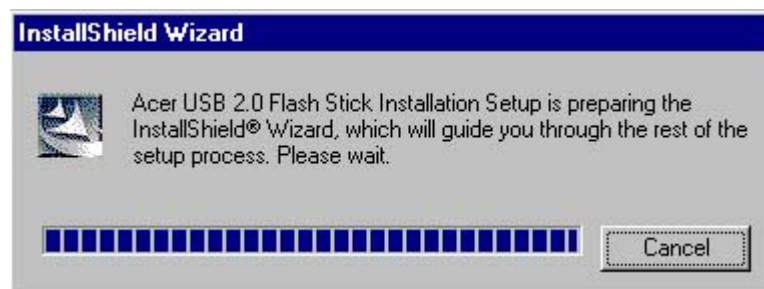 InstallShield Wizard
Acer USB 2.0 Flash Stick Installation Setup is preparing the
InstallShield® Wizard, which will guide you through the rest of the
setup process. Please wait.
Cancel